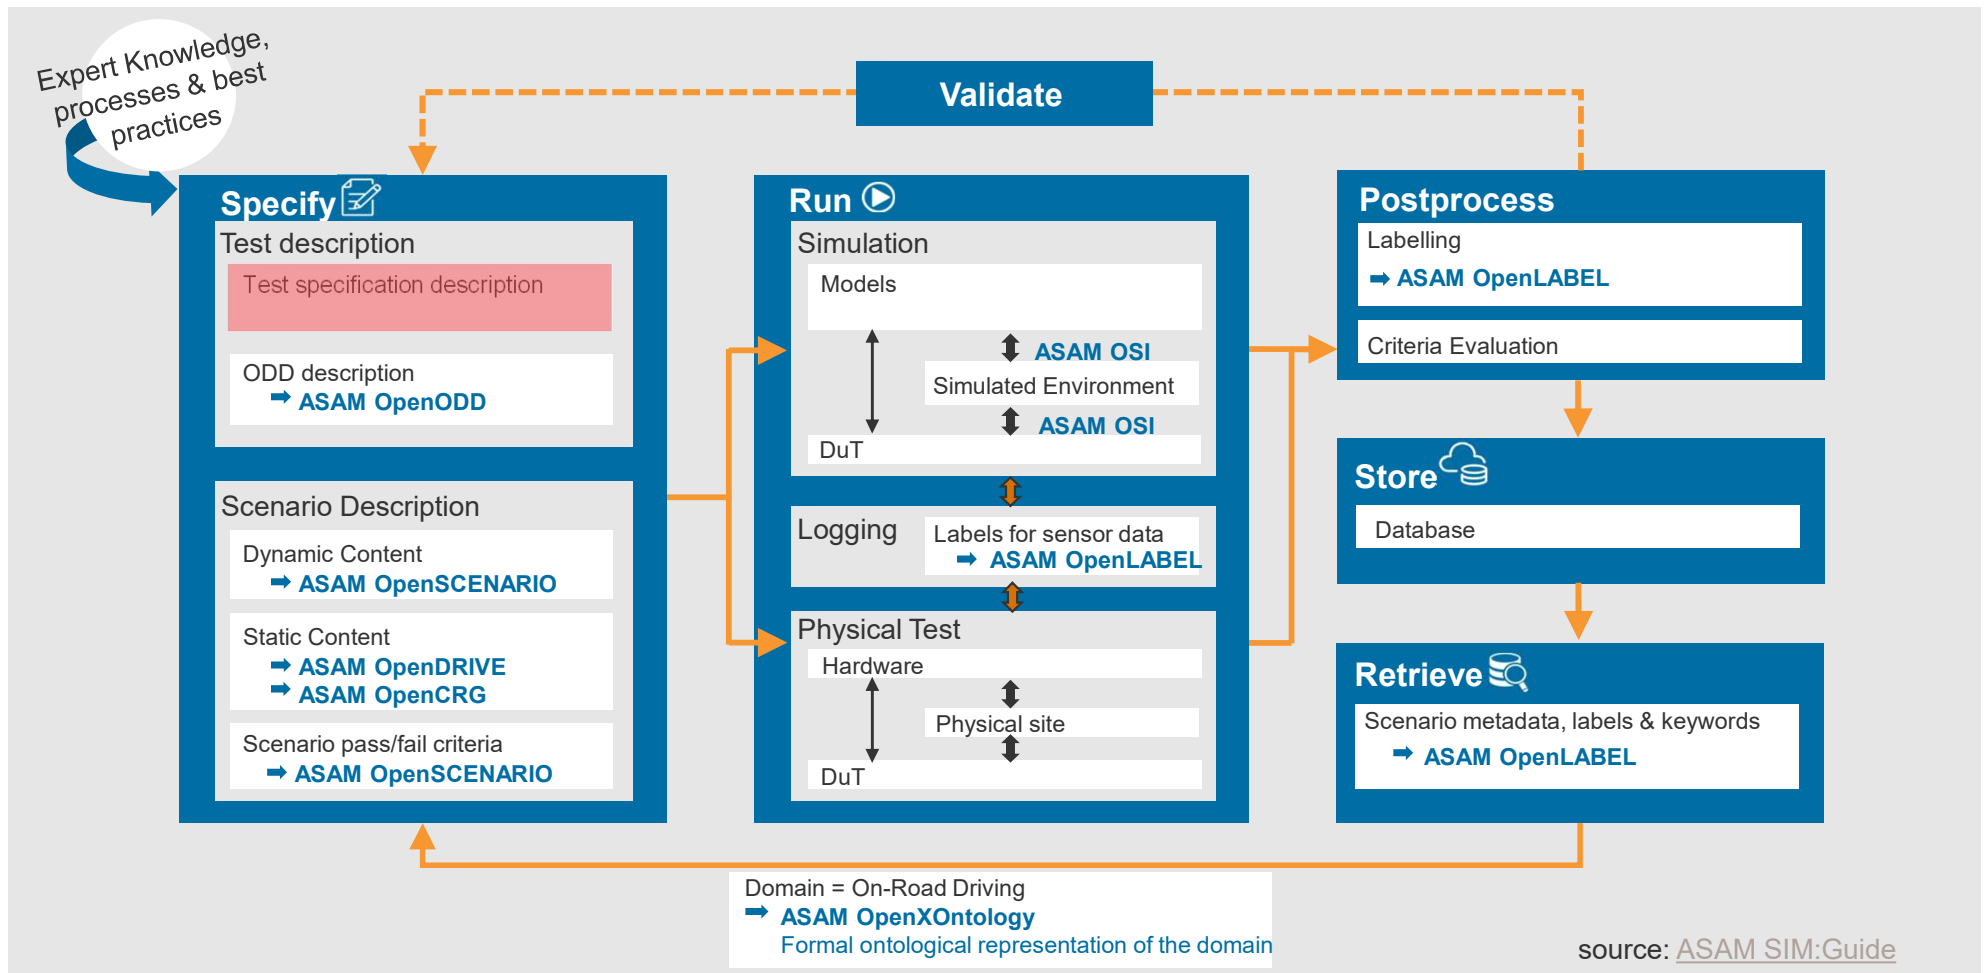 Expert Knowledge,
processes & best
practices
Validate
Specify
Test description
Test specification description
ODD description
ASAM OpenODD
Scenario Description
Dynamic Content
ASAM OpenSCENARIO
Static Content
ASAM OpenDRIVE
ASAM OpenCRG
Scenario pass/fail criteria
ASAM OpenSCENARIO
Run
Simulation
Models
ASAM OSI
Simulated Environment
ASAM OSI
DuT
Logging
Labels for sensor data
ASAM OpenLABEL
Physical Test
Hardware
Physical site
DuT
Postprocess
Labelling
ASAM OpenLABEL
Criteria Evaluation
Store
Database
Retrieve
Scenario metadata, labels & keywords
ASAM OpenLABEL
Domain = On-Road Driving
ASAM OpenXOntology
Formal ontological representation of the domain
source: ASAM SIM:Guide